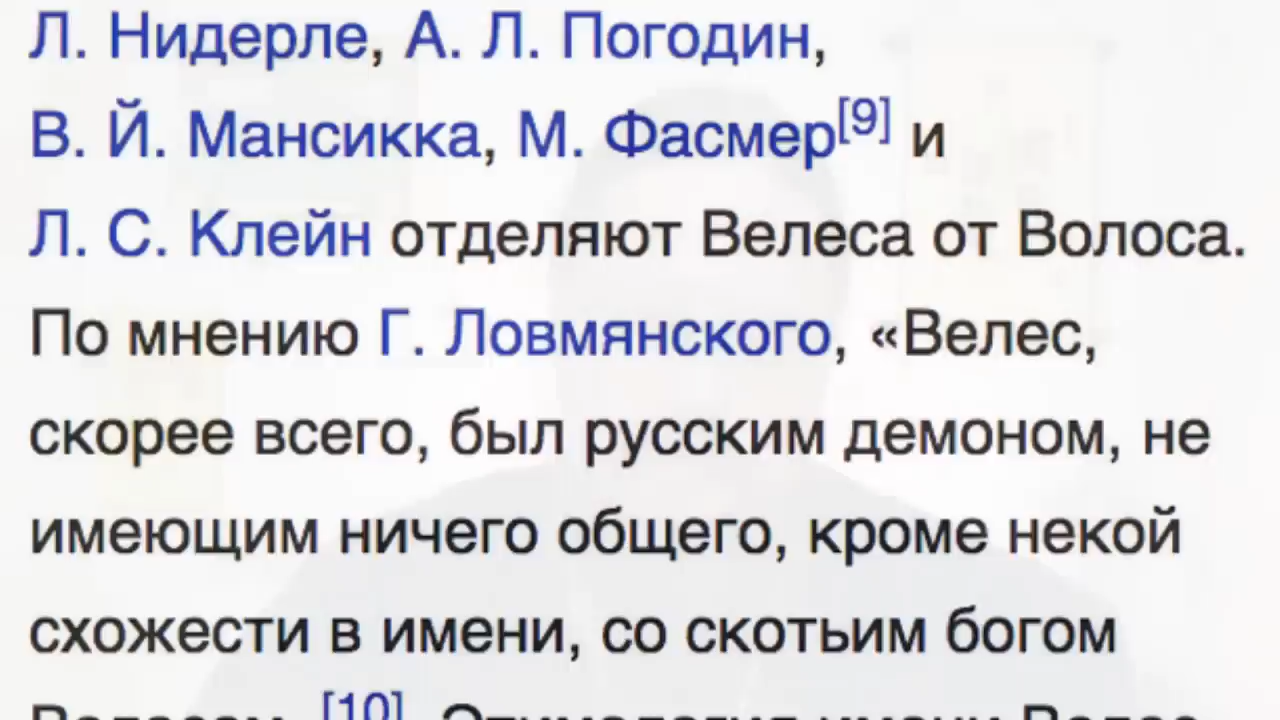 Л. Нидерле, А. Л. Погодин,
В. Й. Мансикка, М. Фасмер[9] и
Л. С. Клейн отделяют Велеса от Волоса.
По мнению Г. Ловмянского, «Велес,
скорее всего, был русским демоном, не
имеющим ничего общего, кроме некой
схожести в имени, со скотьим богом
[10]